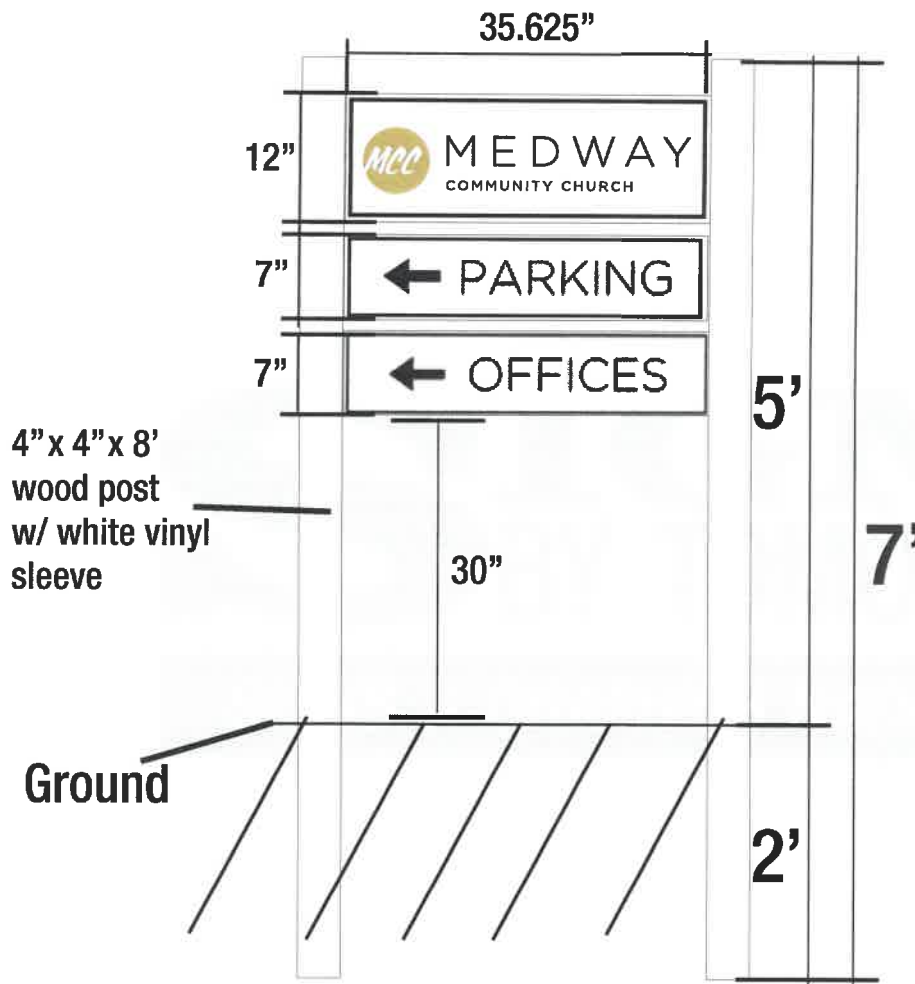 35.625”
12”
MCC
MEDWAY
COMMUNITY CHURCH
7”
PARKING
7”
OFFICES
5’
4” x 4” x 8’
wood post
w/ white vinyl
sleeve
30”
7’
Ground
2’